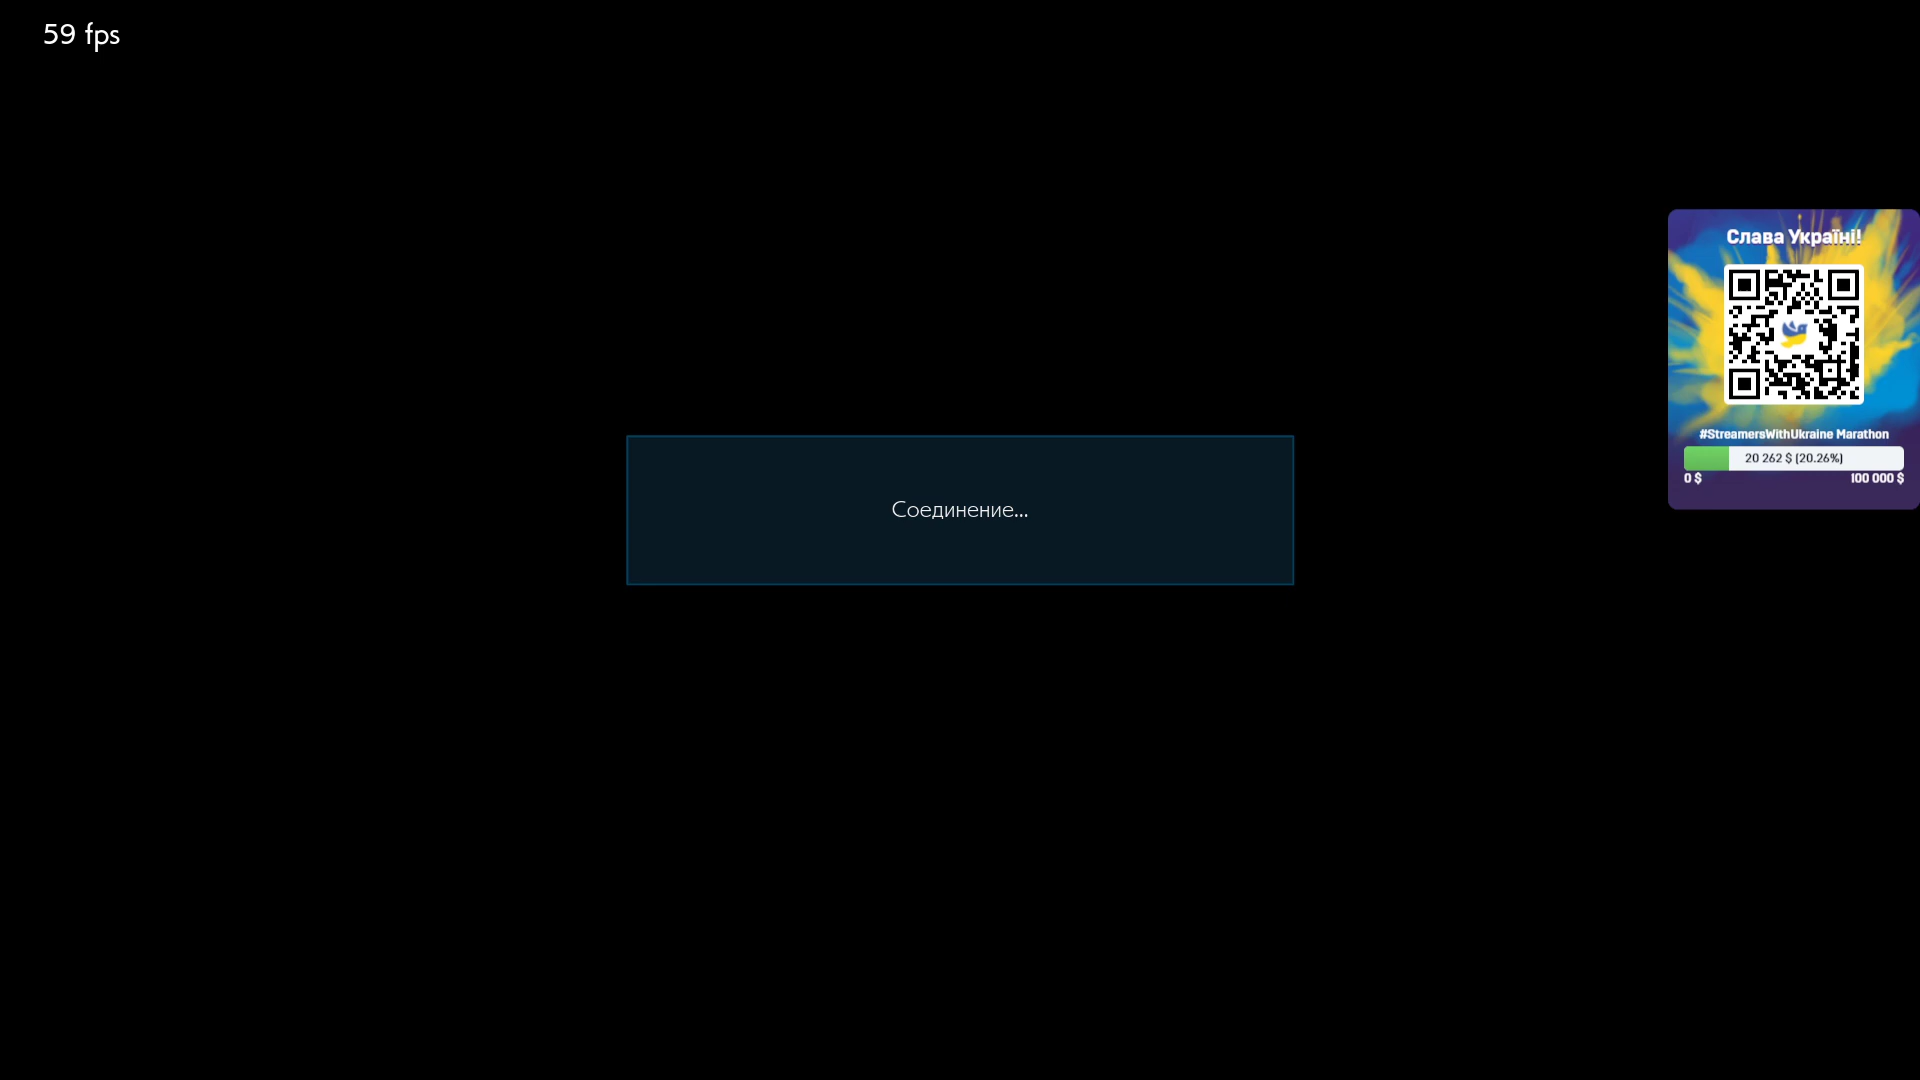 59 fps
Слава Україні!
#StreamersWithUkraine Marathon
20 262 $ (20.26%)
0 $ 100 000 $
Соединение...